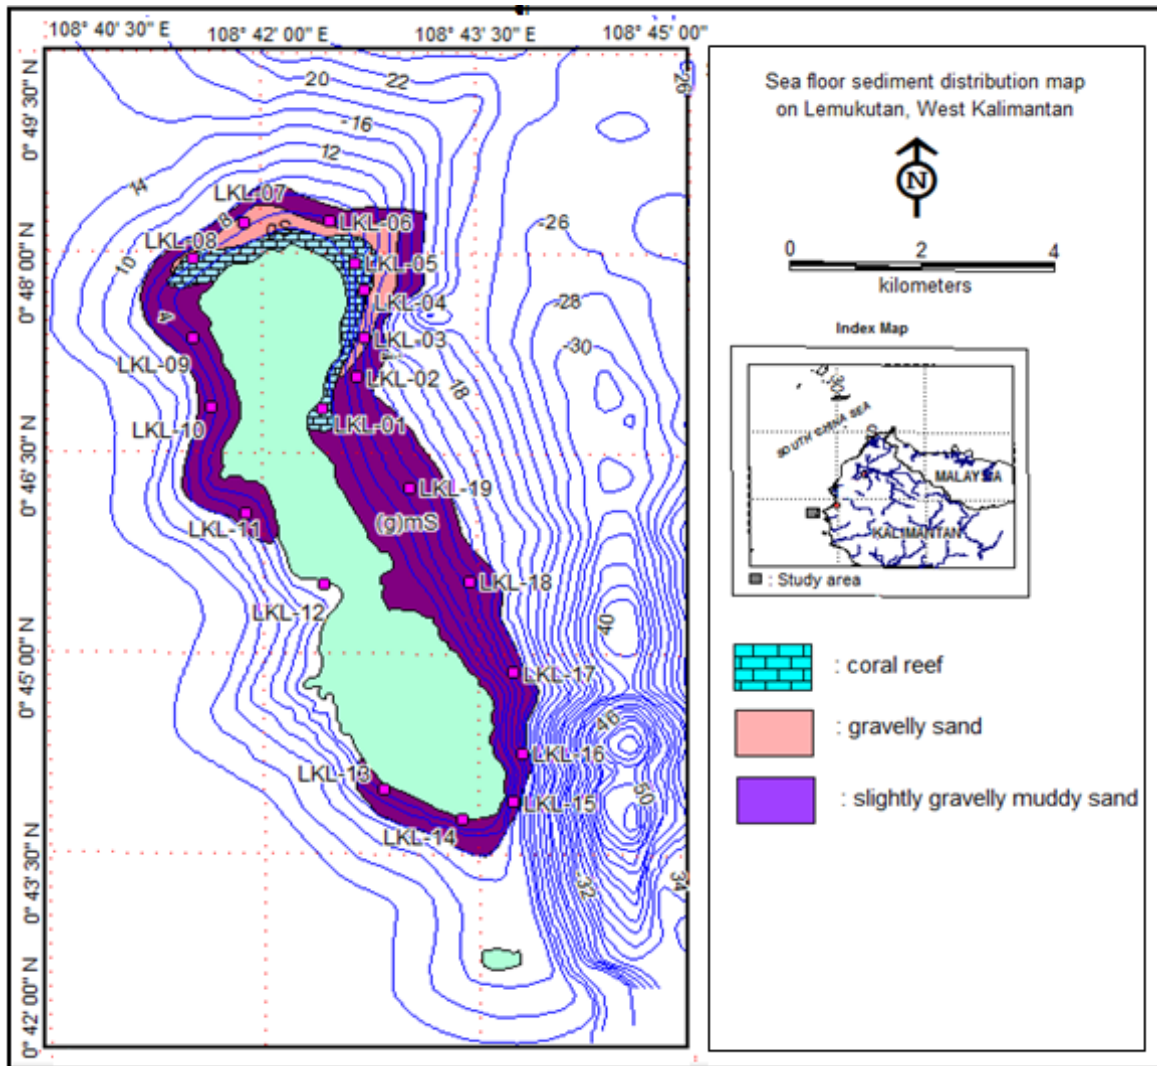 108° 40' 30" E
108° 42' 00" E
108° 43' 30" E
108° 45' 00"
0° 49' 30" N
0° 48' 00" N
0° 46' 30" N
0° 45' 00" N
0° 43' 30" N
0° 42' 00" N
20
22
-26
-16
12
14
LKL-07
8
LKL-06
-26
LKL-08
gS
10
LKL-05
LKL-04
-28
4
LKL-03
-30
LKL-09
LKL-02
18
LKL-10
LKL-01
LKL-19
LKL-11
(g)mS
LKL-18
LKL-12
40
LKL-17
46
LKL-16
LKL-13
50
LKL-15
LKL-14
-32
34
Sea floor sediment distribution map
on Lemukutan, West Kalimantan
N
0 2 4
kilometers
Index Map
SOUTH CHINA SEA
MALAYSIA
KALIMANTAN
: Study area
: coral reef
: gravelly sand
: slightly gravelly muddy sand